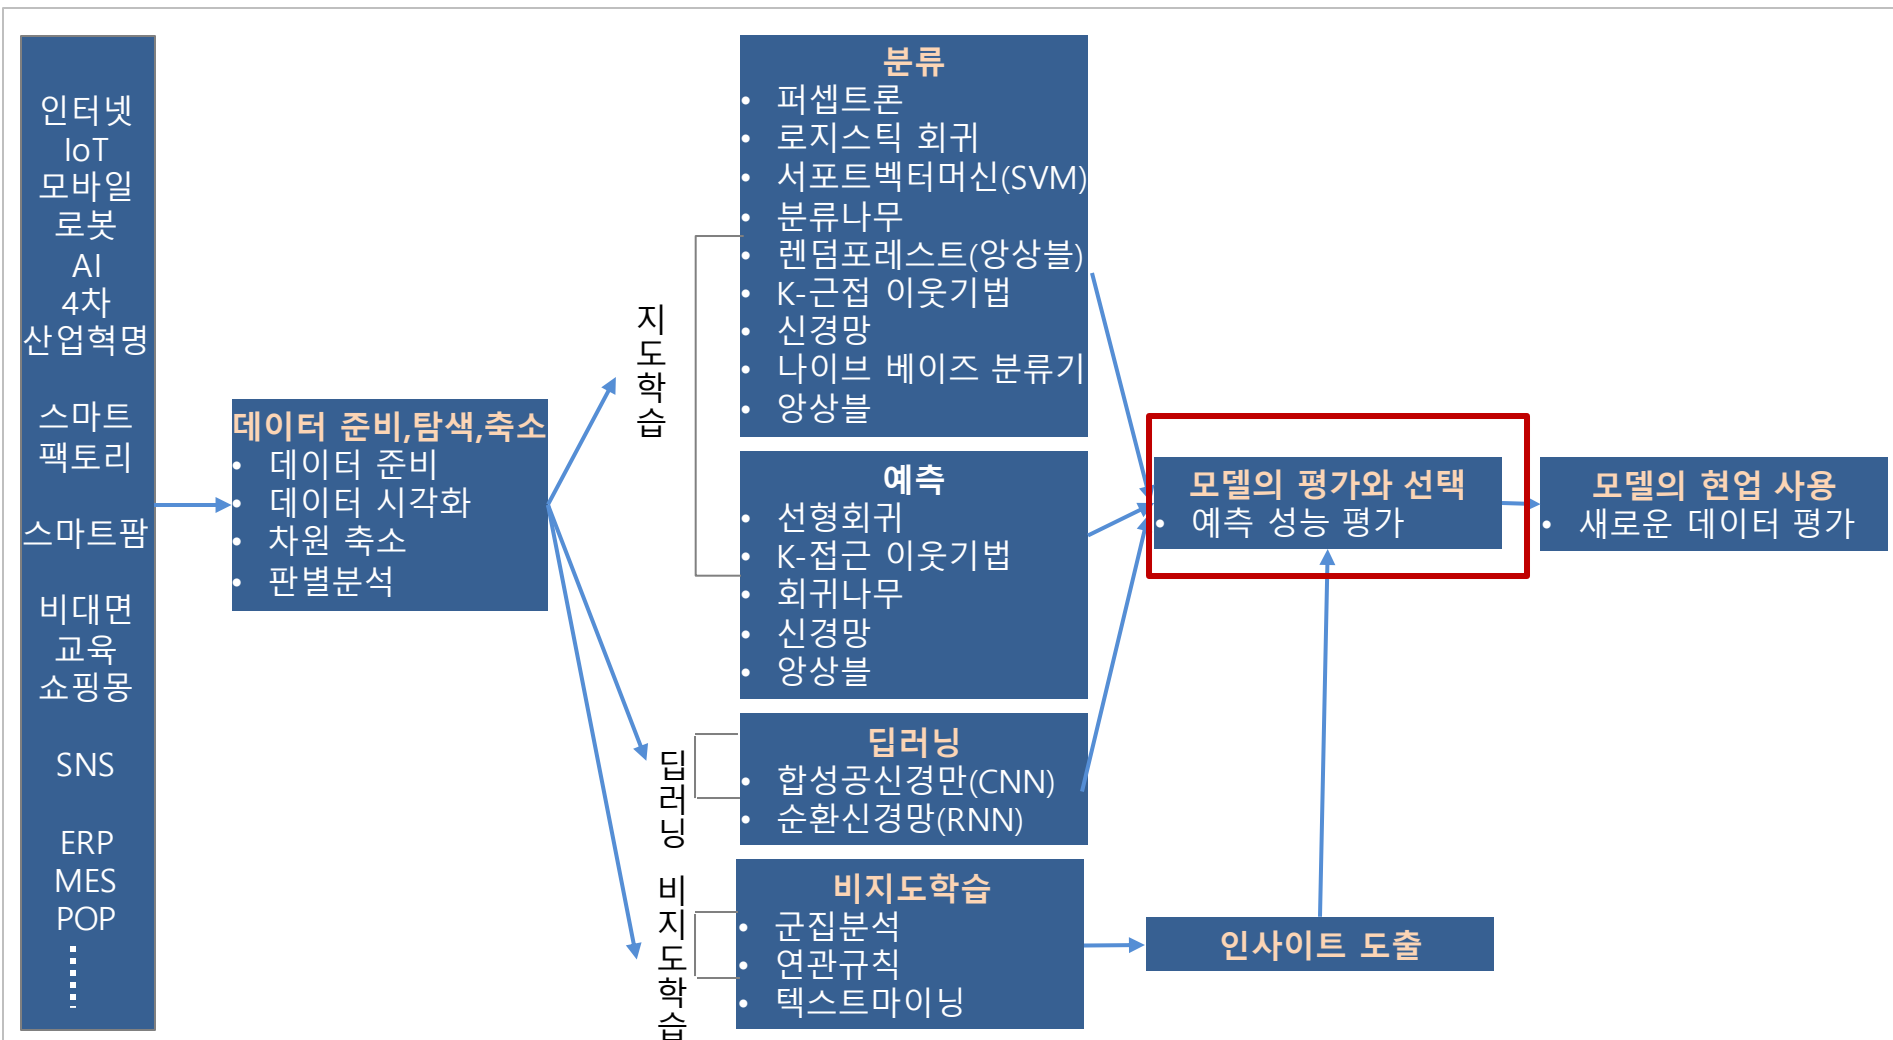 인터넷
IoT
모바일
로봇
AI
4차
산업혁명
스마트
팩토리
스마트팜
비대면
교육
쇼핑몽
SNS
ERP
MES
POP
데이터 준비,탐색,축소
• 데이터 준비
• 데이터 시각화
• 차원 축소
• 판별분석
지도학습
분류
• 퍼셉트론
• 로지스틱 회귀
• 서포트벡터머신(SVM)
• 분류나무
• 렌덤포레스트(앙상블)
• K-근접 이웃기법
• 신경망
• 나이브 베이즈 분류기
• 앙상블
예측
• 선형회귀
• K-접근 이웃기법
• 회귀나무
• 신경망
• 앙상블
딥러닝
딥러닝
• 합성공신경만(CNN)
• 순환신경망(RNN)
비지도학습
비지도학습
• 군집분석
• 연관규칙
• 텍스트마이닝
모델의 평가와 선택
• 예측 성능 평가
인사이트 도출
모델의 현업 사용
• 새로운 데이터 평가